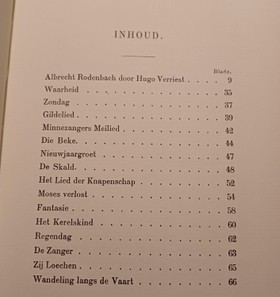 INHOUD.
Bladz.
Albrecht Rodenbach door Hugo Verriest . . . . 9
Waarheid . . . . . . . . . . . 35
Zondag . . . . . . . . . . . 37
Gildelied . . . . . . . . . . . 39
Minnezangers Meilied . . . . . . . . 42
Die Beke. . . . . . . . . . . . 44
Nieuwjaargroet . . . . . . . . . . 47
De Skald. . . . . . . . . . . . 48
Het Lied der Knapenschap . . . . . . . 52
Moses verlost . . . . . . . . . . 54
Fantasie . . . . . . . . . . . 58
Het Kerelskind . . . . . . . . . . 60
Regendag . . . . . . . . . . . 62
De Zanger . . . . . . . . . . . 63
Zij Loechen . . . . . . . . . . . 65
Wandeling langs de Vaart . . . . . . . 66